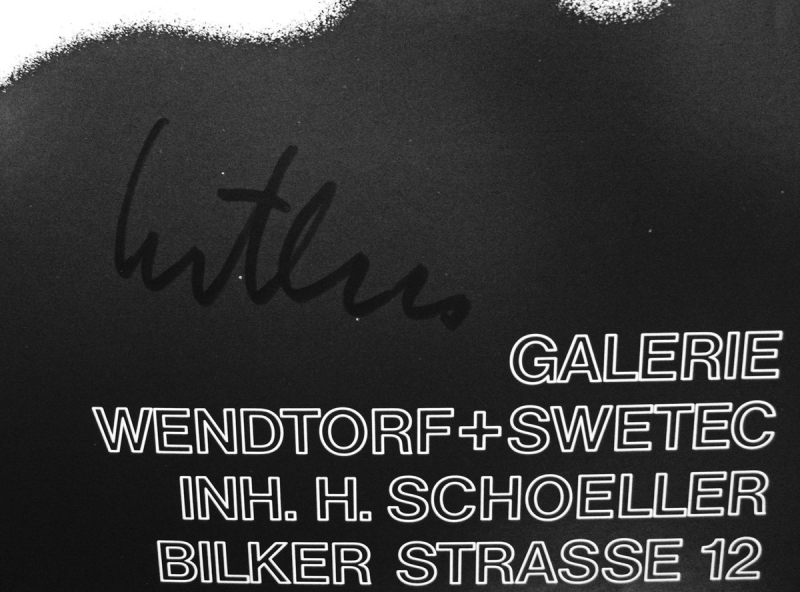 GALERIE
WENDTORF+SWETEC
INH. H. SCHOELLER
BILKER STRASSE 12